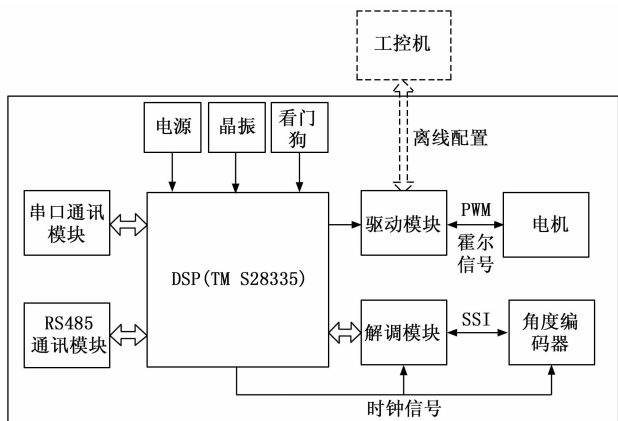 工控机
电源
晶振
看门
狗
离线配置
串口通讯
模块
DSP(TM S28335)
驱动模块
PWM
霍尔
信号
电机
RS485
通讯模块
解调模块
SSI
角度编
码器
时钟信号